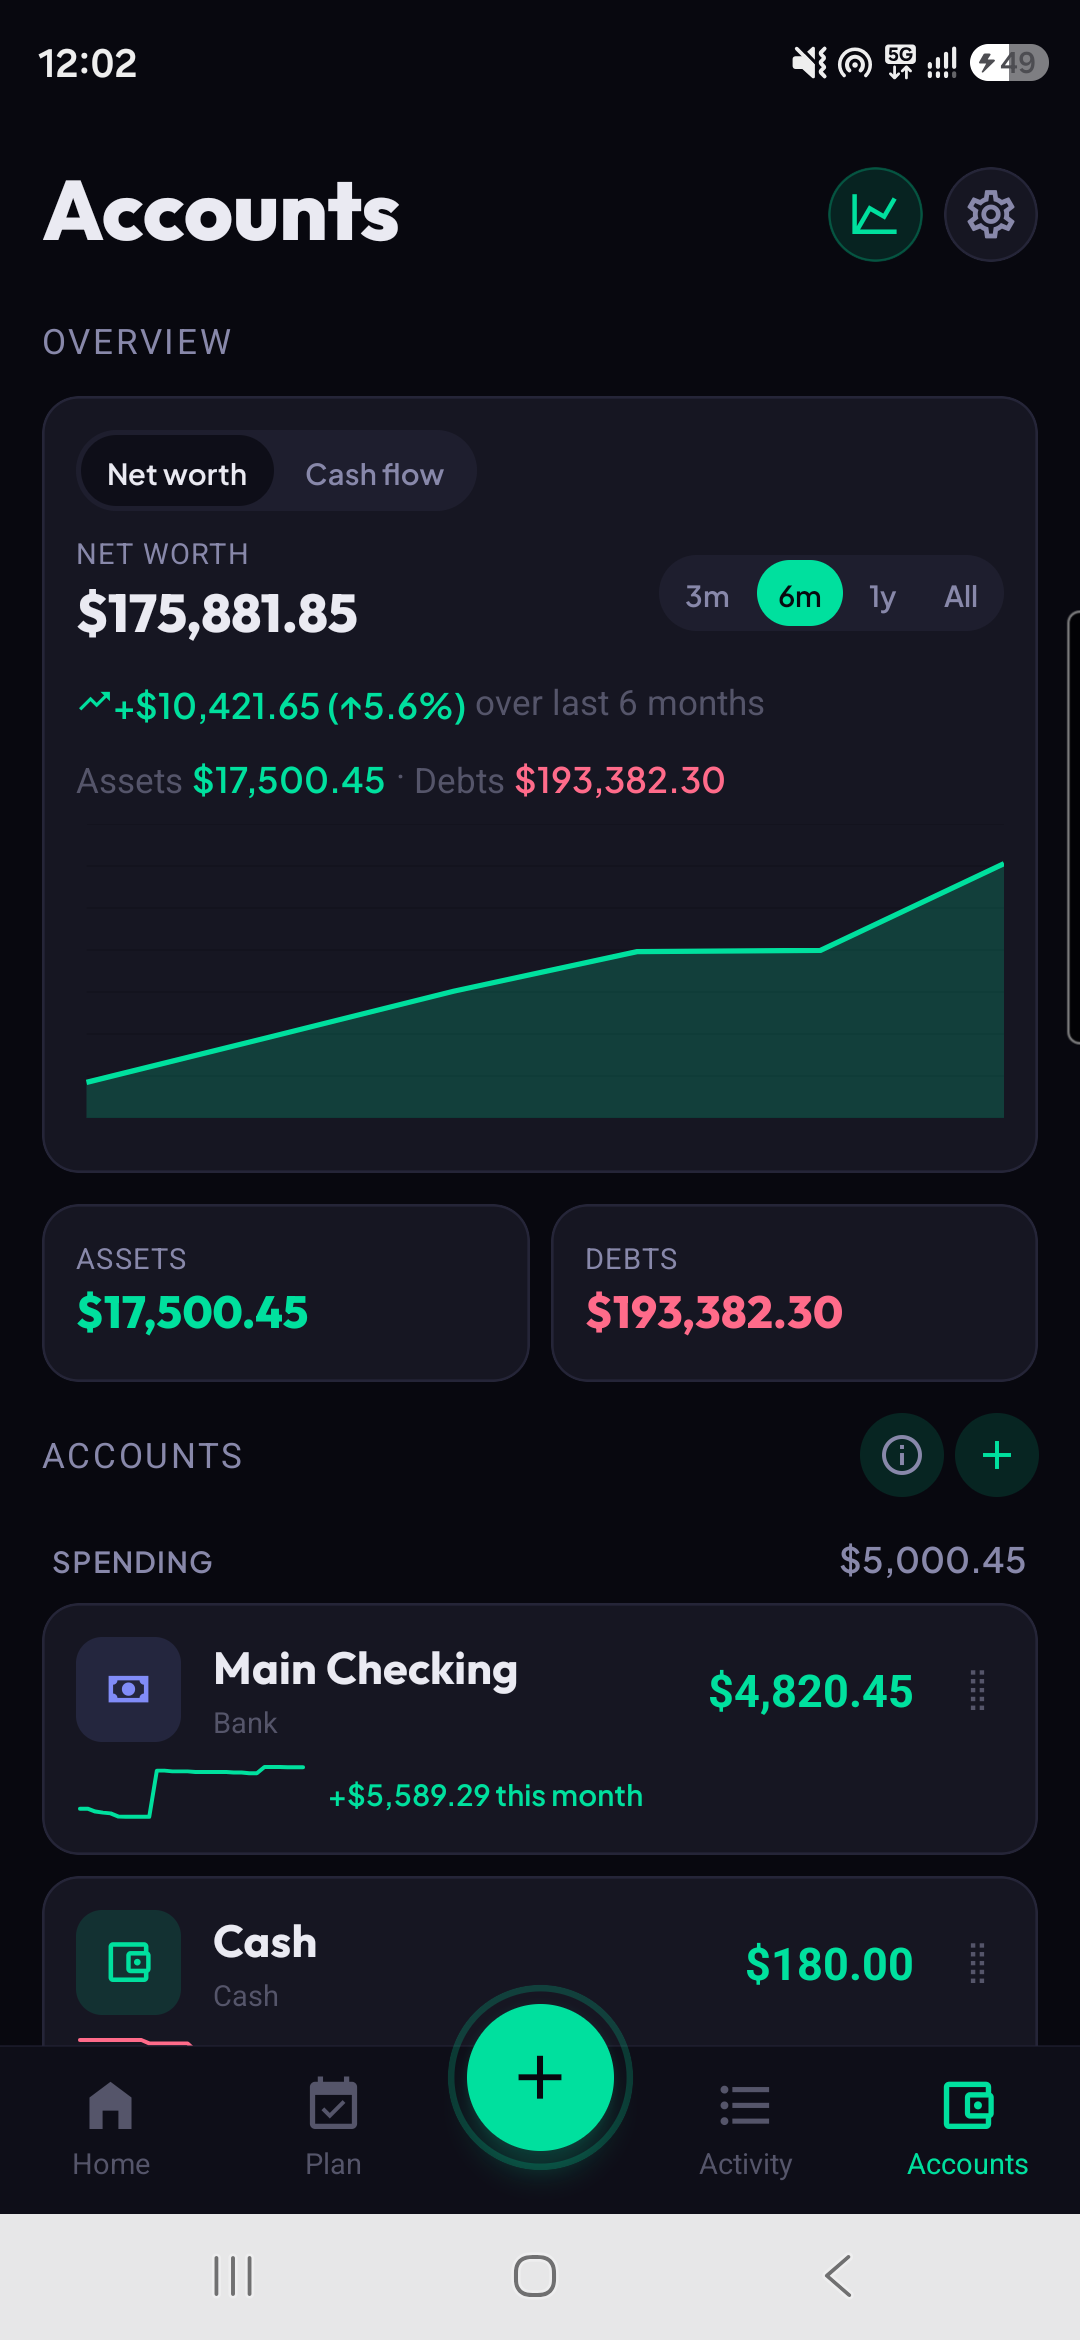 12:02
5G
49
Accounts
OVERVIEW
Net worth Cash flow
NET WORTH
$175,881.85
3m 6m 1y All
+$10,421.65 (↑5.6%) over last 6 months
Assets $17,500.45 · Debts $193,382.30
ASSETS
$17,500.45
DEBTS
$193,382.30
ACCOUNTS
SPENDING $5,000.45
Main Checking
Bank
$4,820.45
+$5,589.29 this month
Cash
Cash
$180.00
Home Plan Activity Accounts